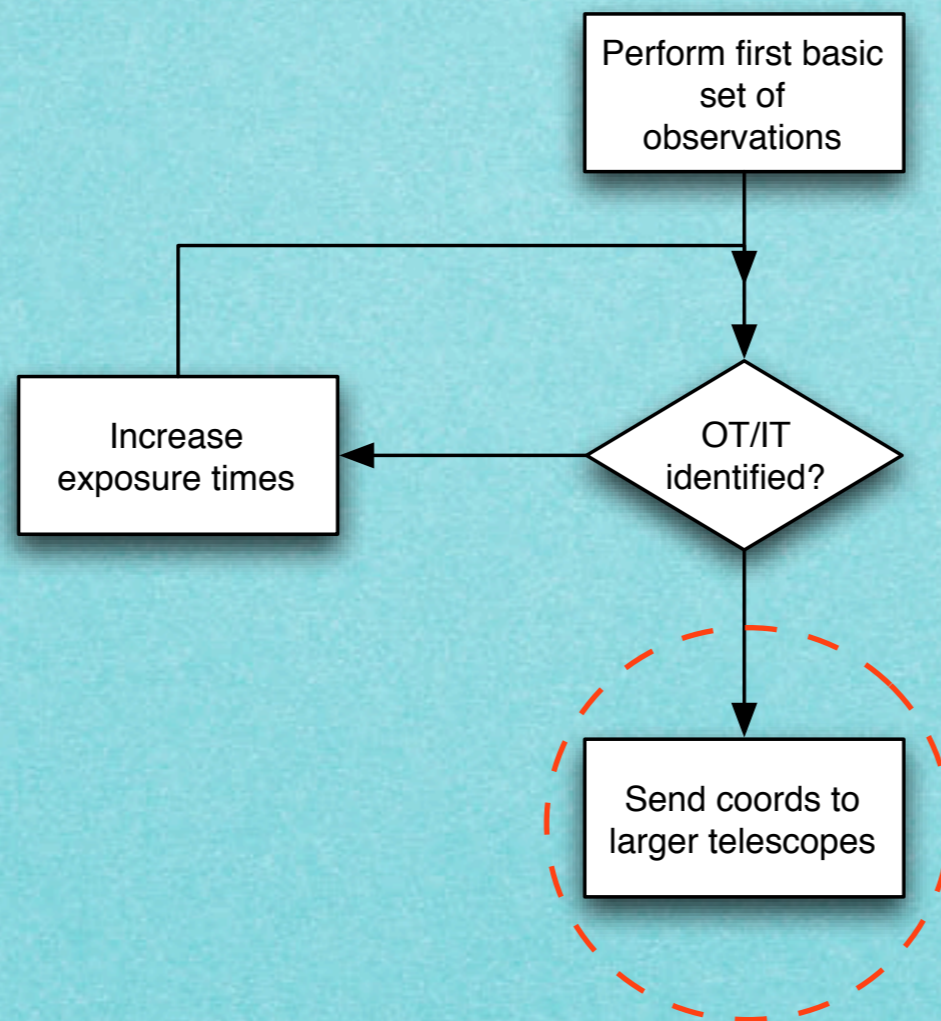 Perform first basic
set of
observations
Increase
exposure times
OT/IT
identified?
Send coords to
larger telescopes